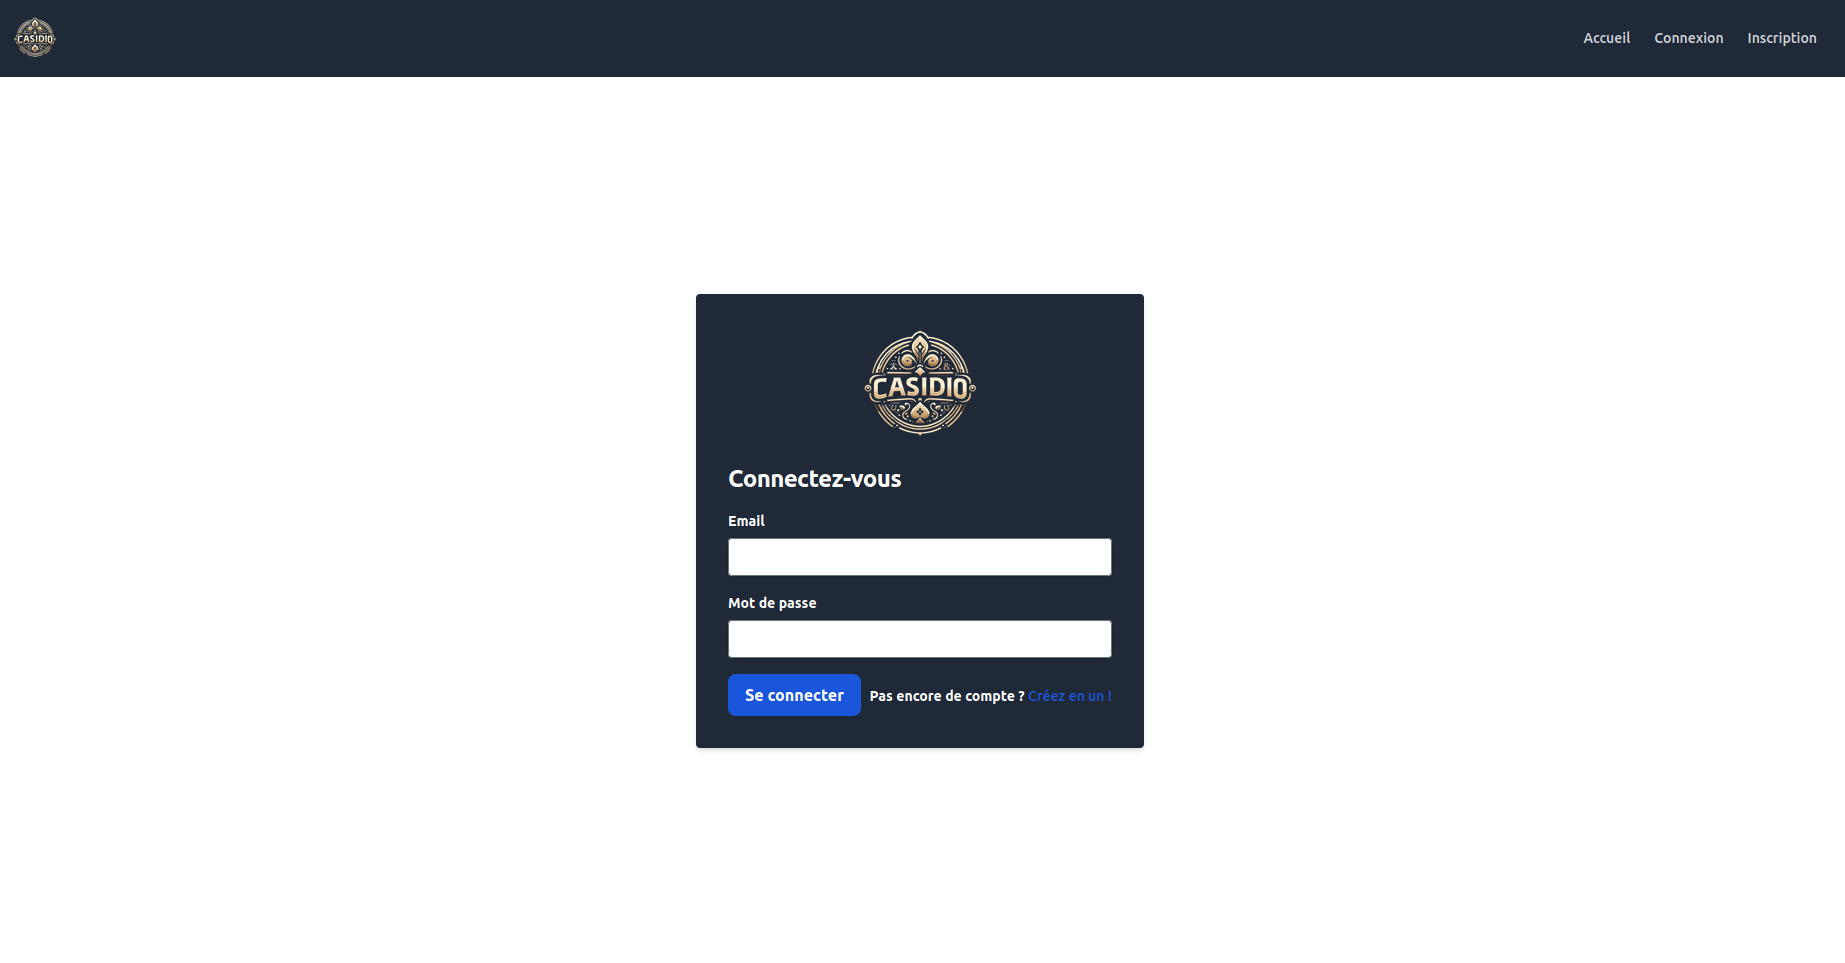 CASIDIO
Accueil Connexion Inscription
CASIDIO
Connectez-vous
Email
Mot de passe
Se connecter Pas encore de compte ? Créez en un !